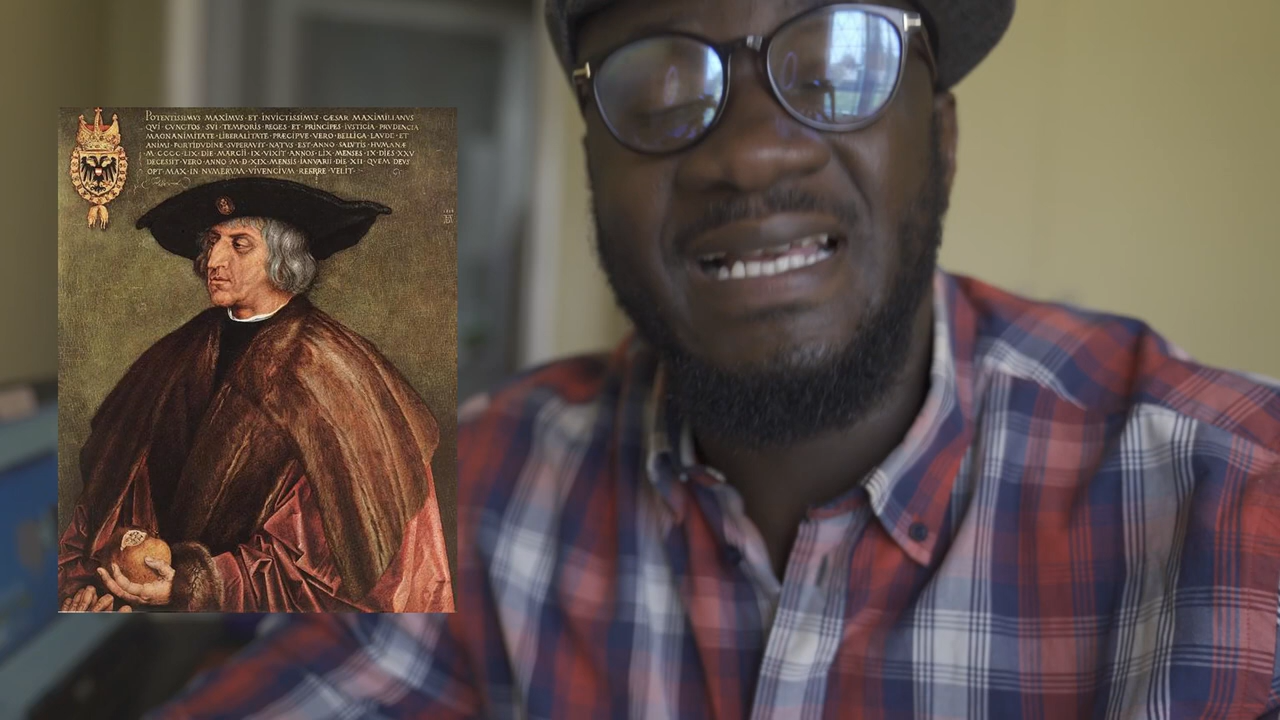 POTENTISSIMVS · MAXIMVS · ET · INVICTISSIMVS · CÆSAR · MAXIMILIANVS
QVI · CVNCTOS · SVI · TEMPORIS · REGES · ET · PRINCIPES · IVSTICIA · PRVDENCIA
MAGNANIMITATE · LIBERALITATE · PRÆCIPVE · VERO · BELLICA · LAVDE · ET
ANIMI · FORTIDVDINE · SVPERAVIT · NATVS · EST · ANNO · SALVTIS · HVMANÆ
M · CCCC · LIX · DIE · MARCII · IX · VIXIT · ANNOS · LIX · MENSES · IX · DIES · XXV
DECESSIT · VERO · ANNO · M · D · XIX · MENSIS · IANVARII · DIE · XII · QVEM · DEVS
OPT · MAX · IN · NVMERVM · VIVENCIVM · REFERRE · VELIT ·